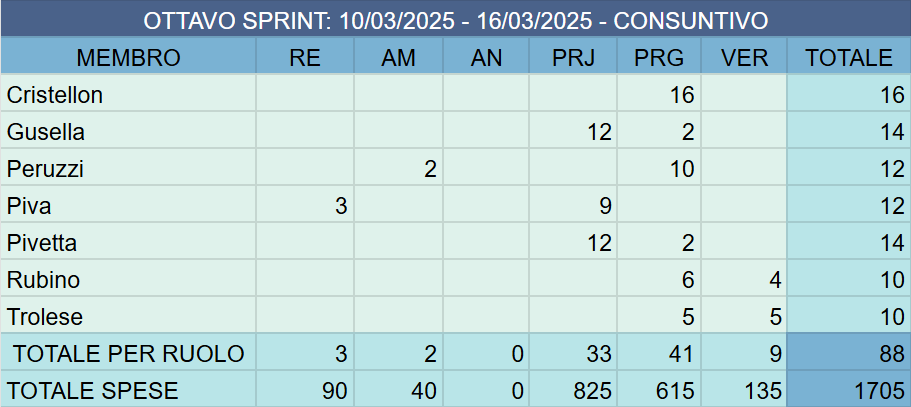 OTTAVO SPRINT: 10/03/2025 - 16/03/2025 - CONSUNTIVO
MEMBRO RE AM AN PRJ PRG VER TOTALE
Cristellon 16 16
Gusella 12 2 14
Peruzzi 2 10 12
Piva 3 9 12
Pivetta 12 2 14
Rubino 6 4 10
Trolese 5 5 10
TOTALE PER RUOLO 3 2 0 33 41 9 88
TOTALE SPESE 90 40 0 825 615 135 1705